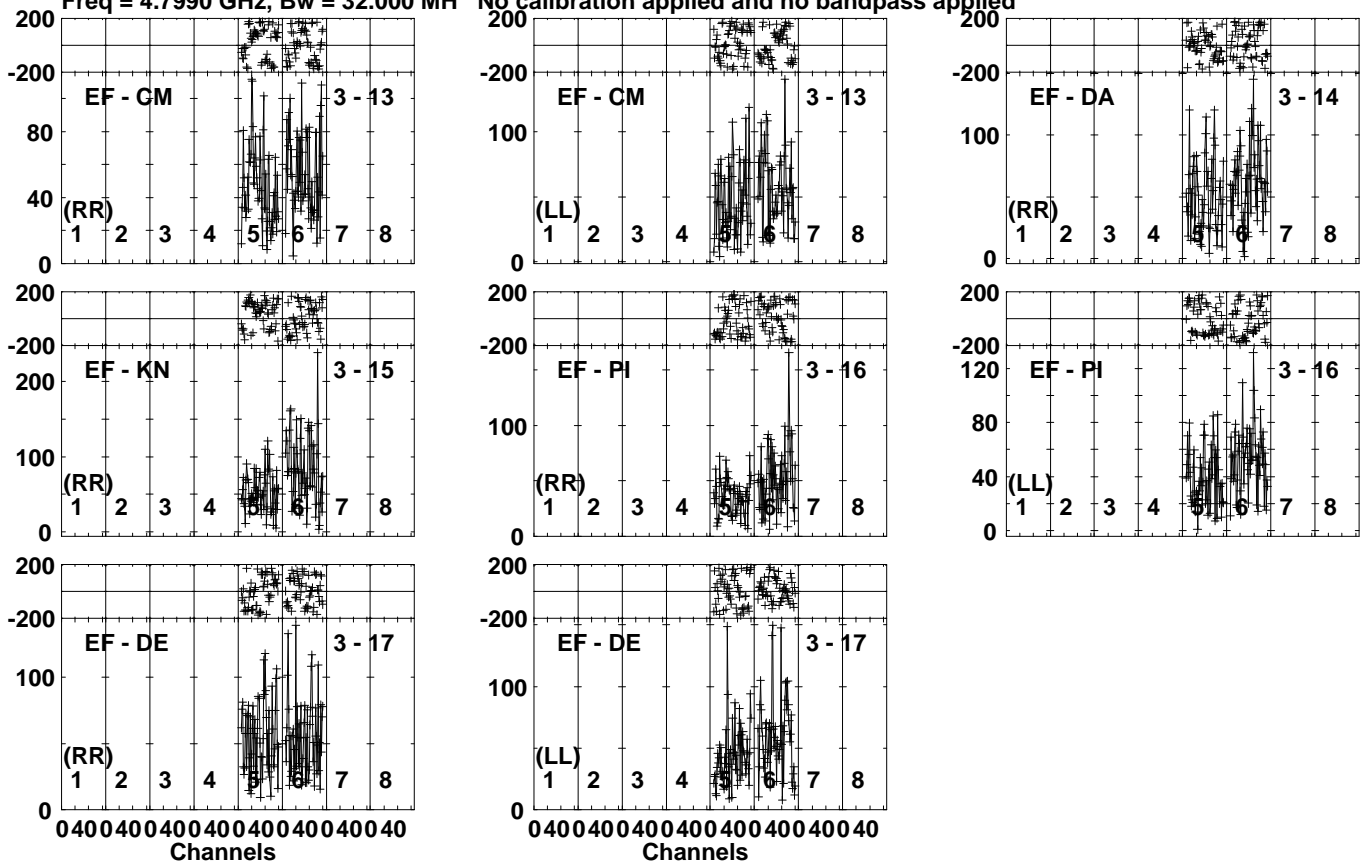 Freq = 4.7990 GHz, Bw = 32.000 MH No calibration applied and no bandpass applied
200 200 200
-200 -200 -200
EF - CM 3 - 13 EF - CM 3 - 13 EF - DA 3 - 14
80 100 100
40
(RR) (LL) (RR)
1 2 3 4 5 6 7 8 1 2 3 4 5 6 7 8 1 2 3 4 5 6 7 8
0 0 0
200 200 200
-200 -200 -200
EF - KN 3 - 15 EF - PI 3 - 16 EF - PI 3 - 16
200 120
100 100 80
40
(RR) (RR) (LL)
1 2 3 4 5 6 7 8 1 2 3 4 5 6 7 8 1 2 3 4 5 6 7 8
0 0 0
200 200
-200 -200
EF - DE 3 - 17 EF - DE 3 - 17
100 100
(RR) (LL)
1 2 3 4 5 6 7 8 1 2 3 4 5 6 7 8
0 0
0 40 0 40 0 40 0 40 0 40 0 40 0 40 0 40 0 40 0 40 0 40 0 40 0 40 0 40 0 40 0 40
Channels Channels